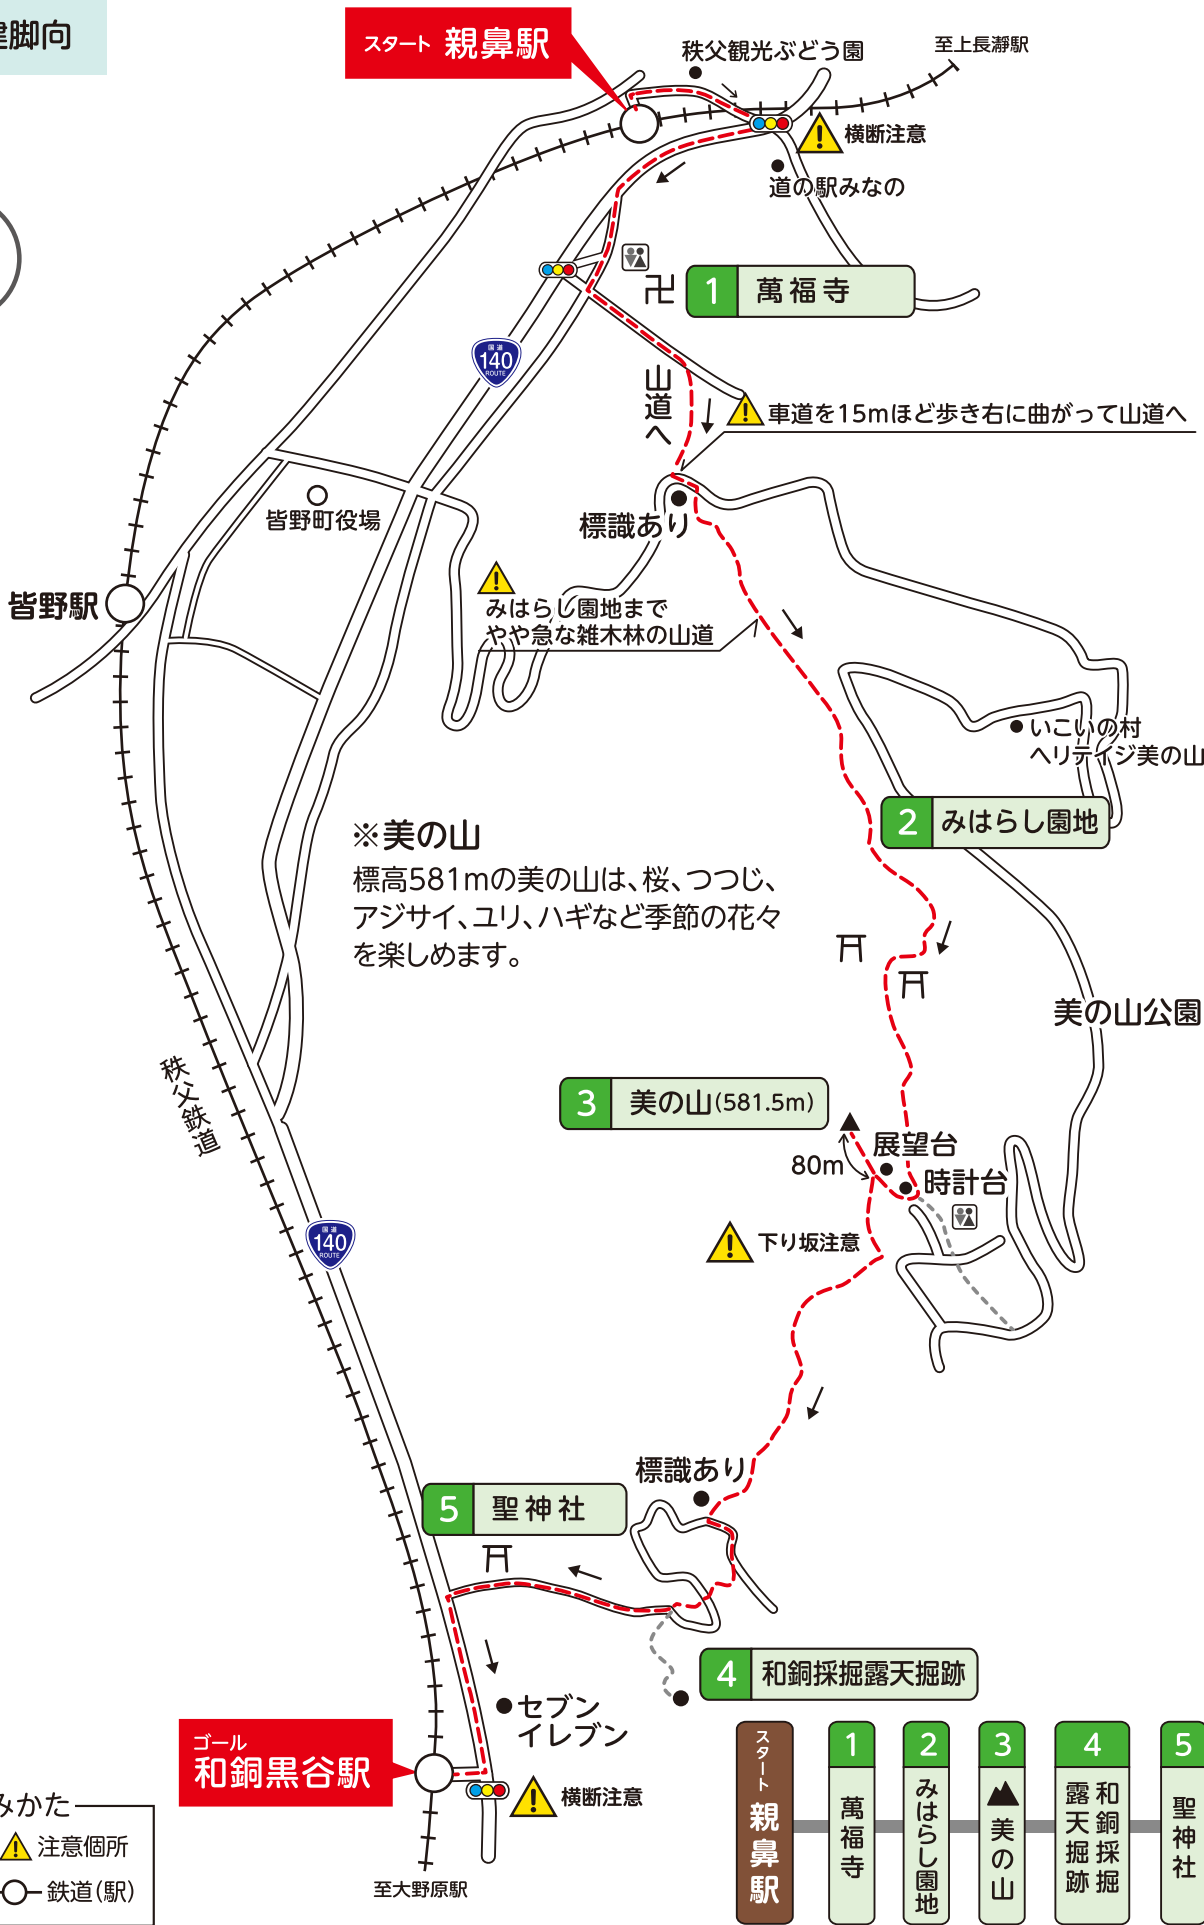 健脚向
スタート 親鼻駅
秩父観光ぶどう園
至上長瀞駅
横断注意
道の駅みなの
1 萬福寺
卍
国道
140
ROUTE
山道へ
車道を15mほど歩き右に曲がって山道へ
皆野町役場
標識あり
皆野駅
みはらし園地まで
やや急な雑木林の山道
いこいの村
ヘリテイジ美の山
2 みはらし園地
※美の山
標高581mの美の山は、桜、つつじ、
アジサイ、ユリ、ハギなど季節の花々
を楽しめます。
美の山公園
秩父鉄道
3 美の山(581.5m)
展望台
80m
時計台
国道
140
ROUTE
下り坂注意
標識あり
5 聖神社
4 和銅採掘露天掘跡
セブン
イレブン
ゴール
和銅黒谷駅
横断注意
至大野原駅
みかた
注意個所
鉄道(駅)
スタート 親鼻駅
1 萬福寺
2 みはらし園地
3 美の山
4 和銅採掘
露天掘跡
5 聖神社